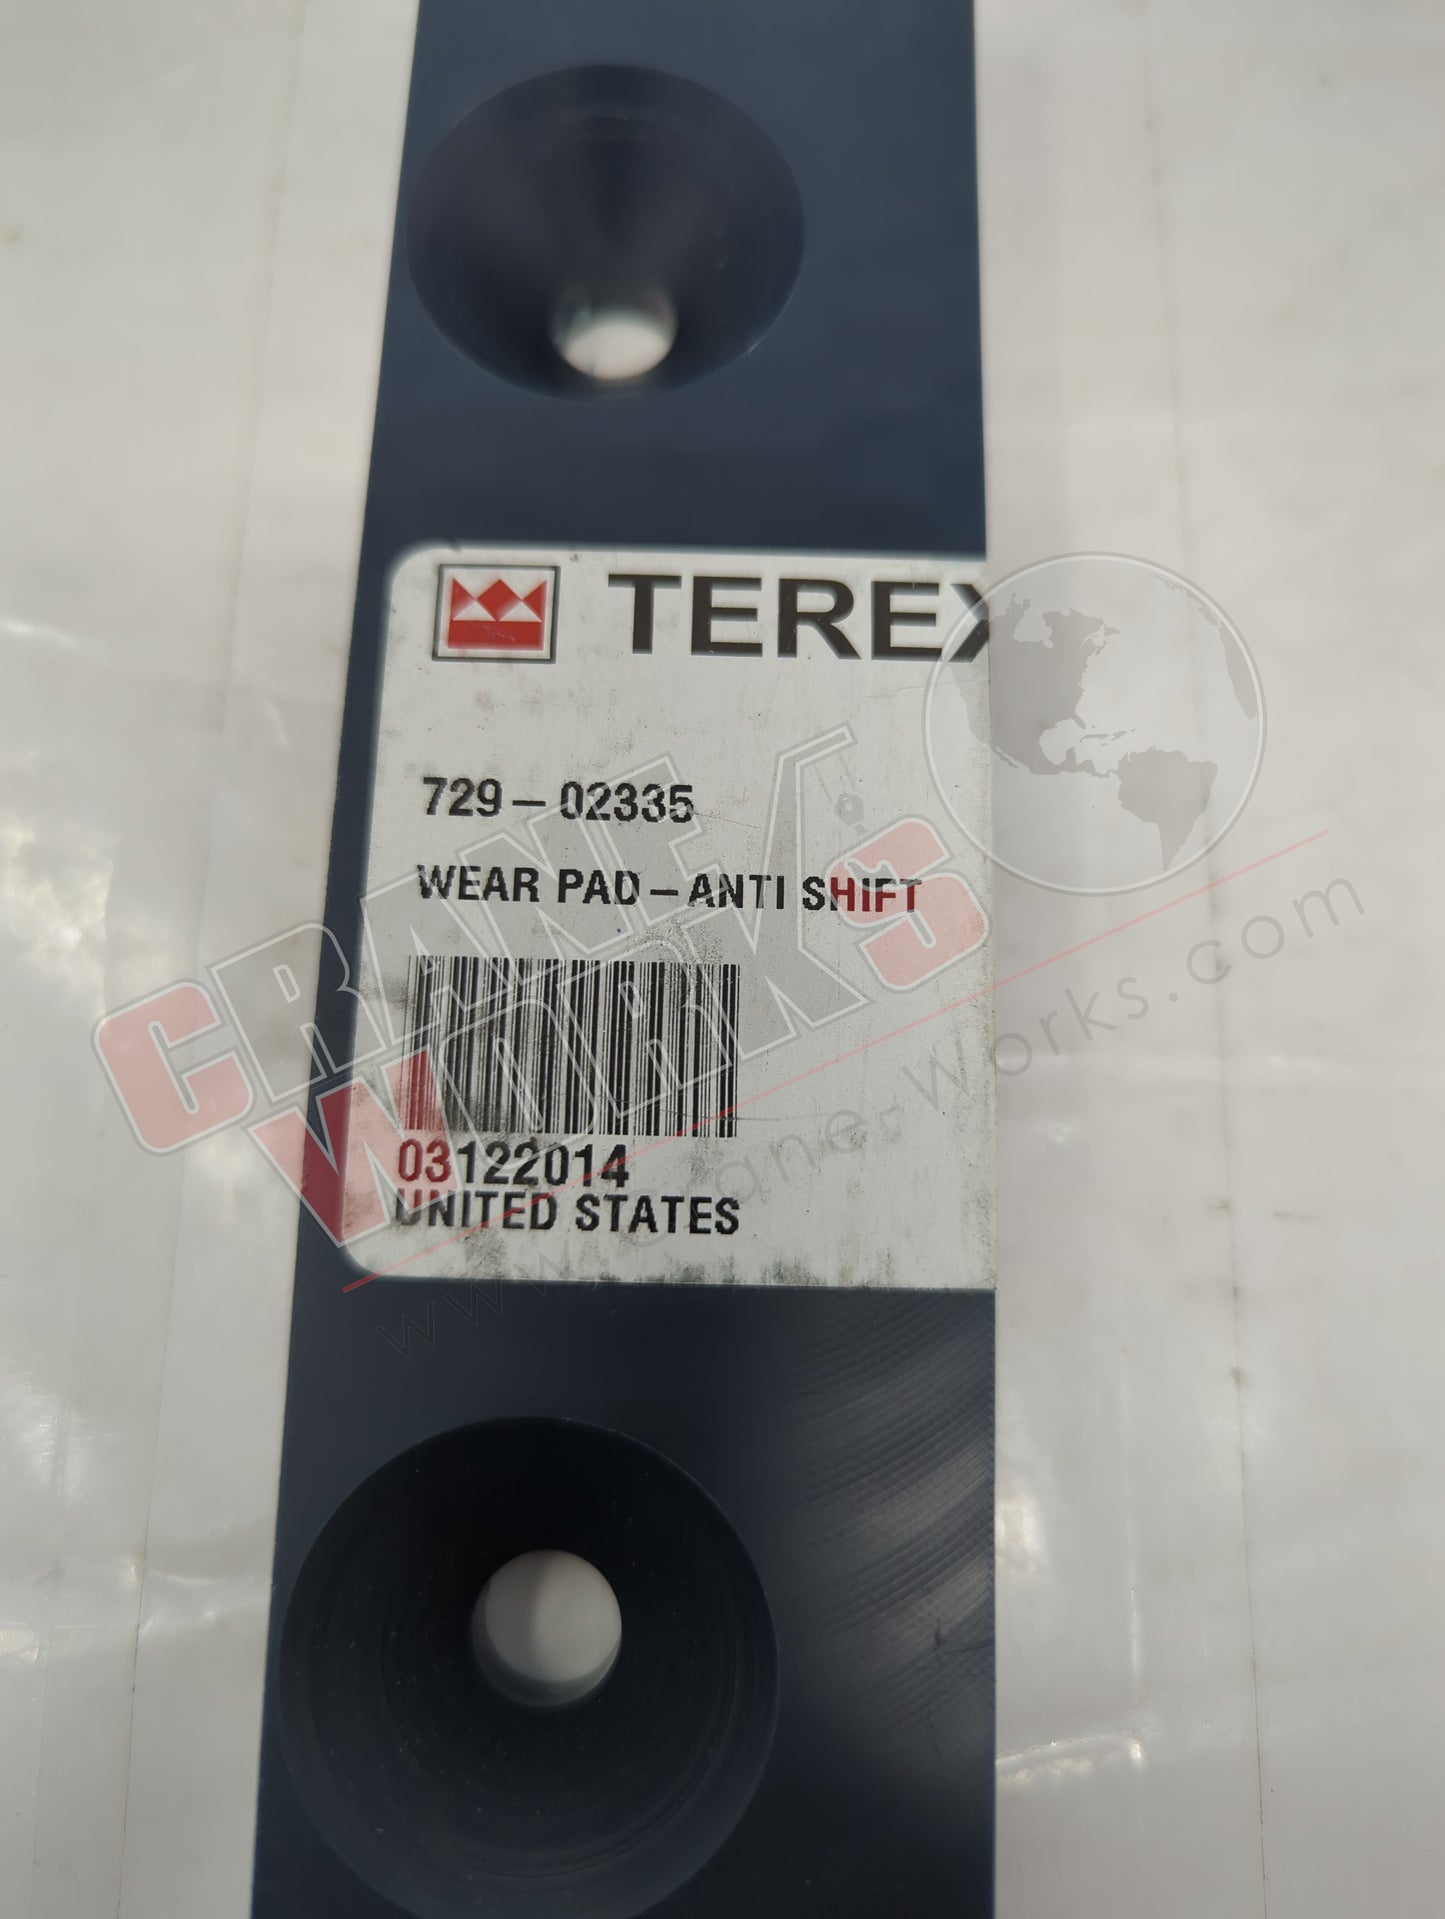 TEREX
729-02335
WEAR PAD-ANTI SHIFT
03122014
UNITED STATES
CRANE
WORKS
www.crane-works.com